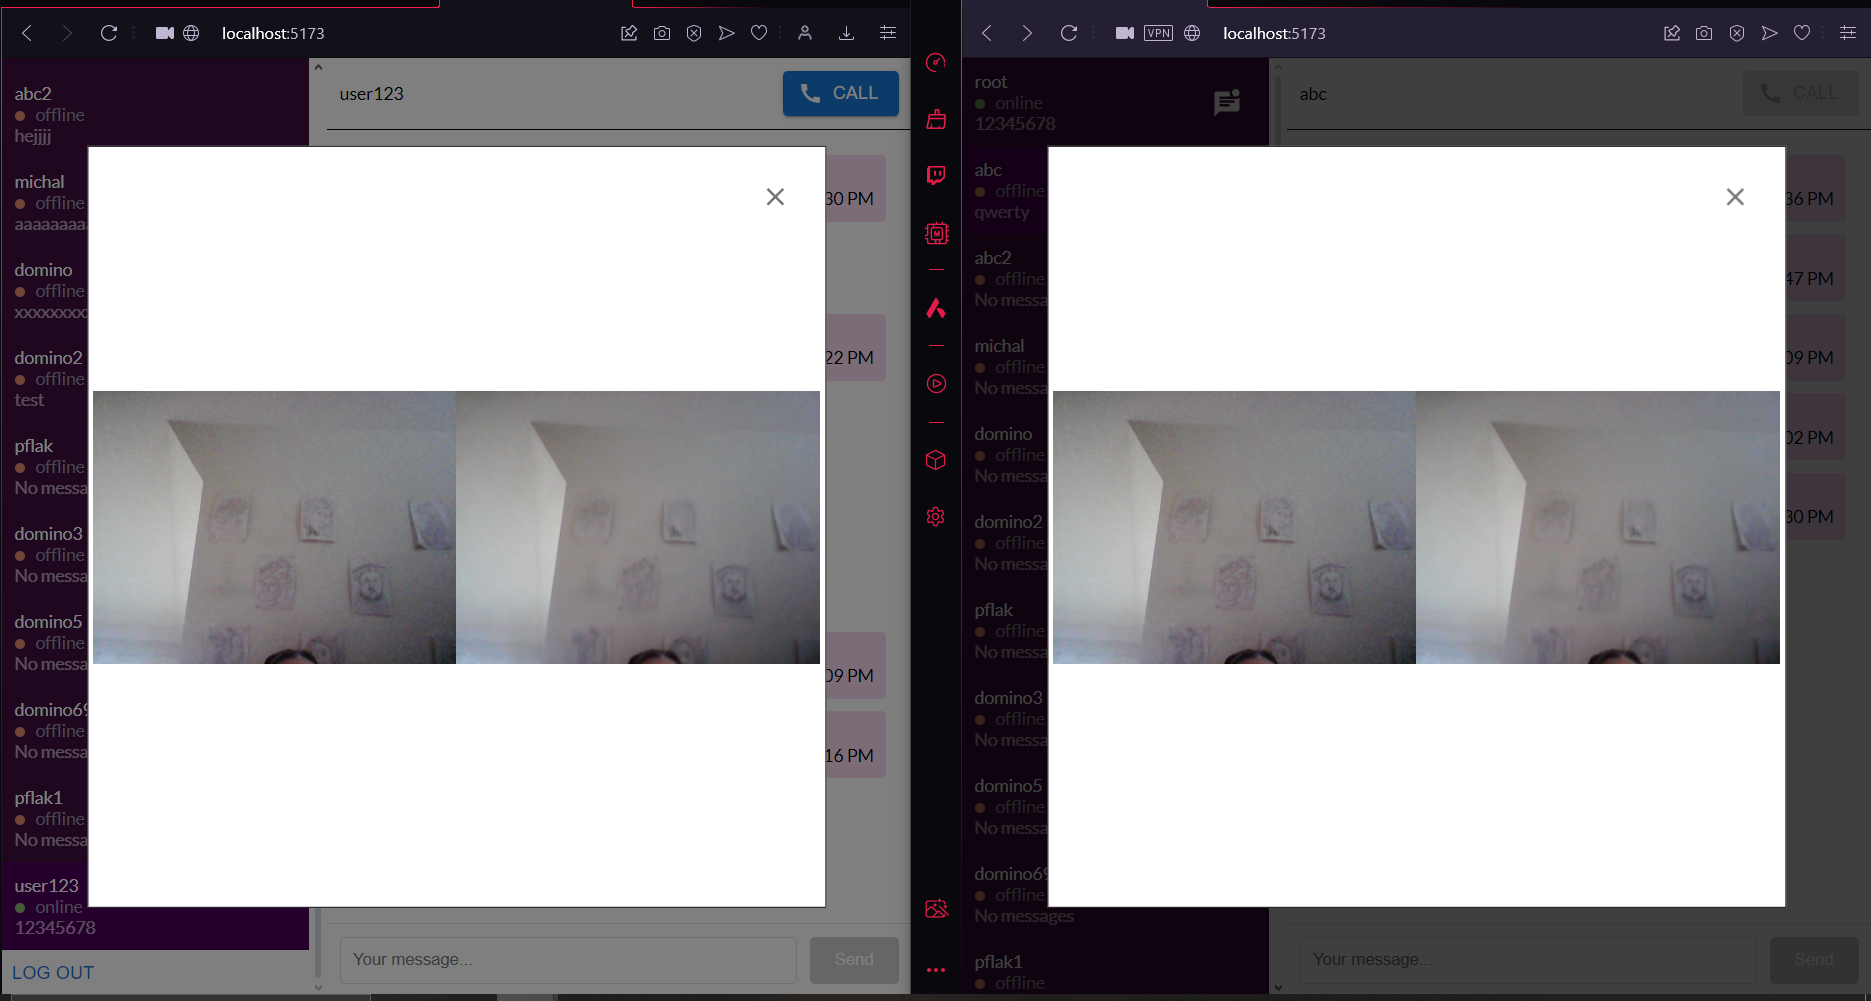 localhost:5173
abc2
offline
hejjjj
michal
offline
aaaaaaaa
domino
offline
xxxxxxxx
domino2
offline
test
pflak
offline
No messa
domino3
offline
No messa
domino5
offline
No messa
domino69
offline
No messa
pflak1
offline
No messa
user123
online
12345678
LOG OUT
user123
CALL
30 PM
22 PM
09 PM
16 PM
Your message...
Send
VPN
localhost:5173
root
online
12345678
abc
offline
qwerty
abc2
offline
No messa
michal
offline
No messa
domino
offline
No messa
domino2
offline
No messa
pflak
offline
No messa
domino3
offline
No messa
domino5
offline
No messa
domino69
offline
No messages
pflak1
offline
abc
CALL
36 PM
47 PM
09 PM
02 PM
30 PM
Your message...
Send